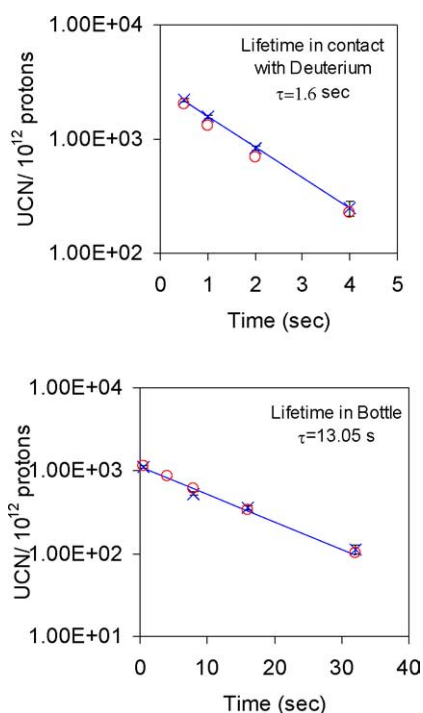 1.00E+04
Lifetime in contact
with Deuterium
τ=1.6 sec
1.00E+03
1.00E+02
UCN/ 10¹² protons
0 1 2 3 4 5
Time (sec)
1.00E+04
Lifetime in Bottle
τ=13.05 s
1.00E+03
1.00E+02
1.00E+01
UCN/ 10¹² protons
0 10 20 30 40
Time (sec)